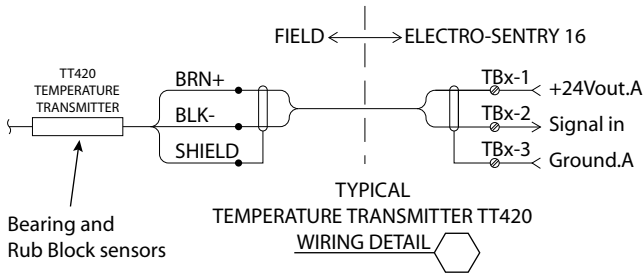 FIELD ELECTRO-SENTRY 16
TT420
TEMPERATURE
TRANSMITTER
BRN+
BLK-
SHIELD
TBx-1
+24Vout.A
TBx-2
Signal in
TBx-3
Ground.A
Bearing and
Rub Block sensors
TYPICAL
TEMPERATURE TRANSMITTER TT420
WIRING DETAIL